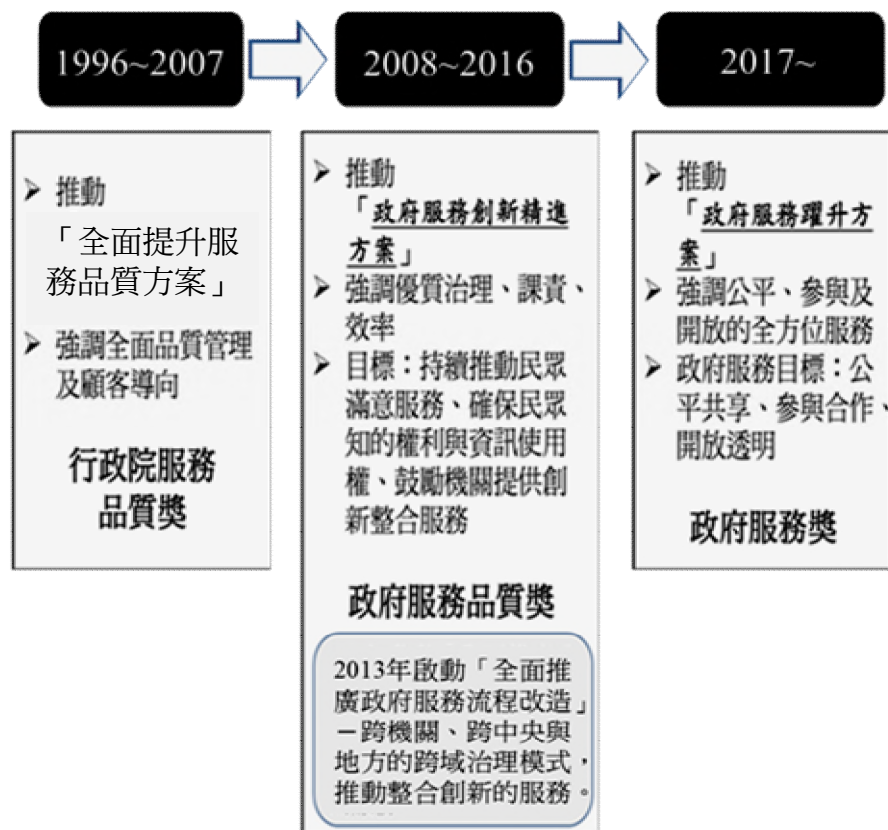 1996~2007
2008~2016
2017~
推動
「全面提升服
務品質方案」
強調全面品質管理
及顧客導向
行政院服務
品質獎
推動
「政府服務創新精進
方案」
強調優質治理、課責、
效率
目標：持續推動民眾
滿意服務、確保民眾
知的權利與資訊使用
權、鼓勵機關提供創
新整合服務
政府服務品質獎
2013年啟動「全面推
廣政府服務流程改造」
－跨機關、跨中央與
地方的跨域治理模式，
推動整合創新的服務。
推動
「政府服務躍升方
案」
強調公平、參與及
開放的全方位服務
政府服務目標：公
平共享、參與合作、
開放透明
政府服務獎